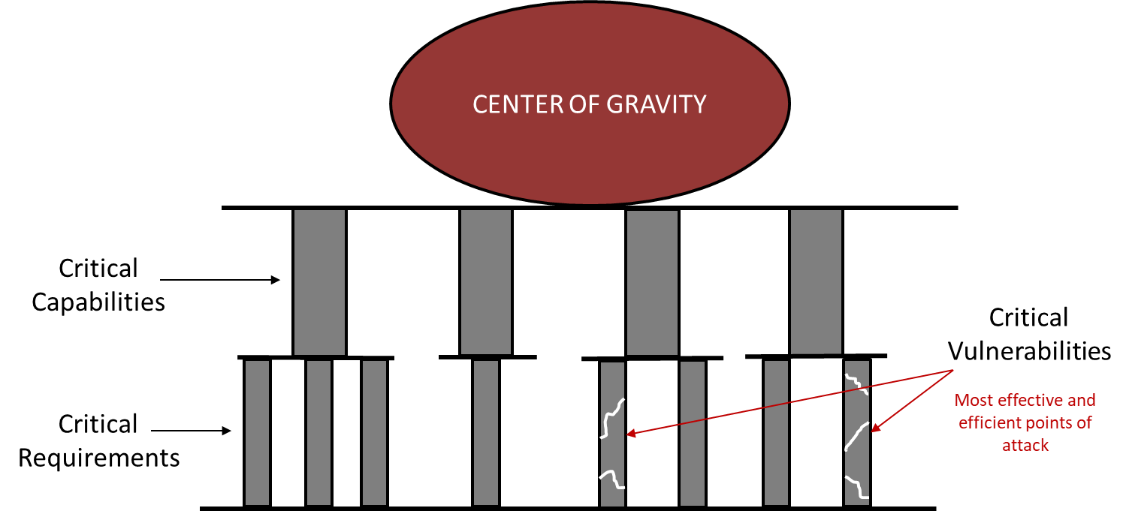 CENTER OF GRAVITY
Critical
Capabilities
Critical
Vulnerabilities
Most effective and
efficient points of
attack
Critical
Requirements